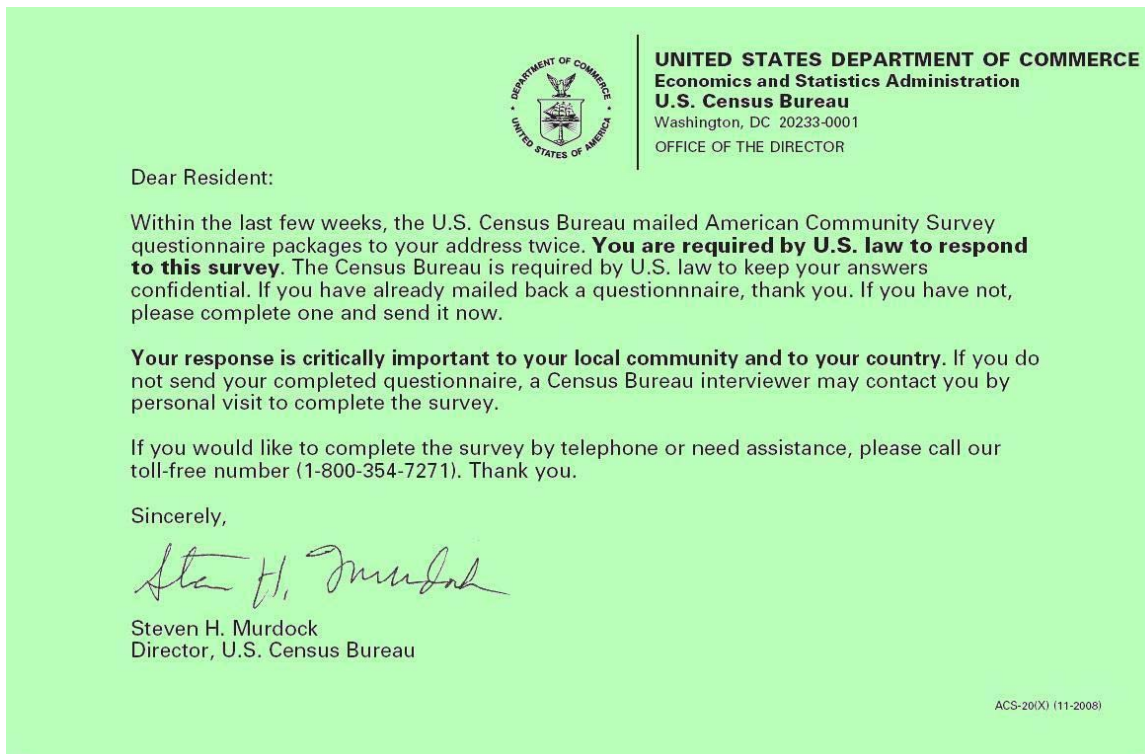 DEPARTMENT OF COMMERCE
UNITED STATES OF AMERICA
UNITED STATES DEPARTMENT OF COMMERCE
Economics and Statistics Administration
U.S. Census Bureau
Washington, DC 20233-0001
OFFICE OF THE DIRECTOR
Dear Resident:
Within the last few weeks, the U.S. Census Bureau mailed American Community Survey
questionnaire packages to your address twice. You are required by U.S. law to respond
to this survey. The Census Bureau is required by U.S. law to keep your answers
confidential. If you have already mailed back a questionnnaire, thank you. If you have not,
please complete one and send it now.
Your response is critically important to your local community and to your country. If you do
not send your completed questionnaire, a Census Bureau interviewer may contact you by
personal visit to complete the survey.
If you would like to complete the survey by telephone or need assistance, please call our
toll-free number (1-800-354-7271). Thank you.
Sincerely,
Steven H. Murdock
Director, U.S. Census Bureau
ACS-20(X) (11-2008)